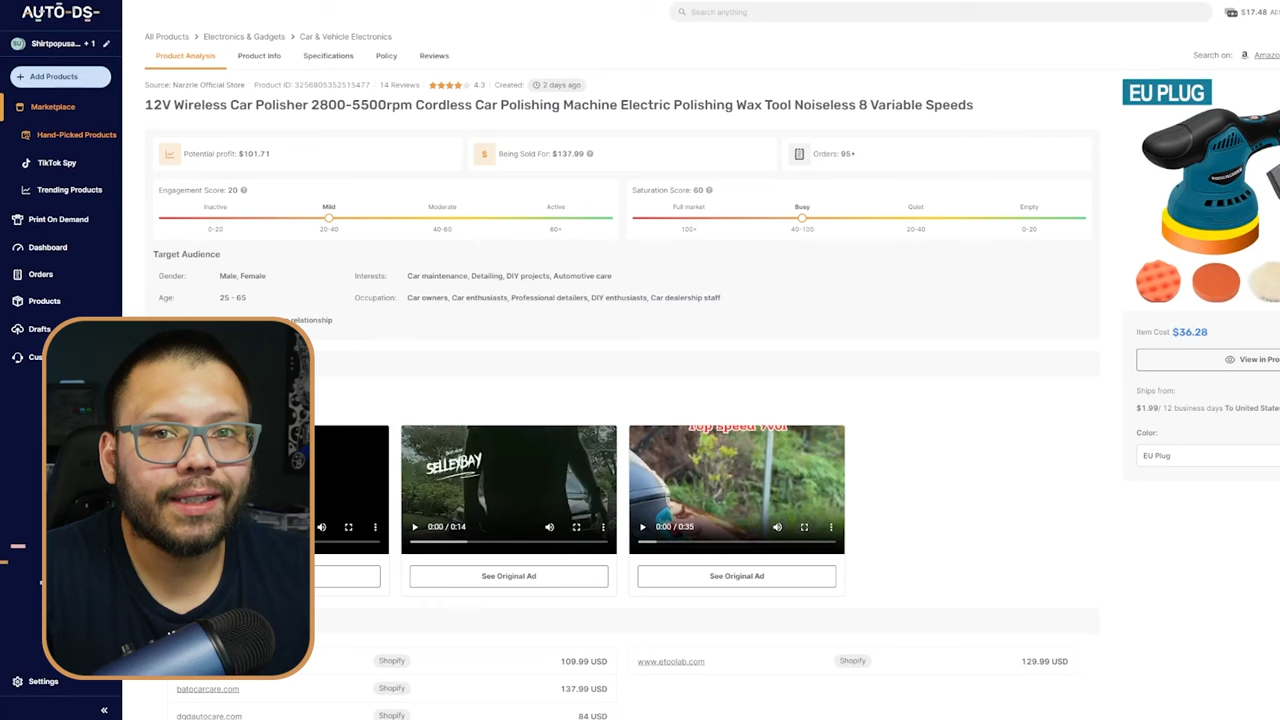 AUTO-DS-
Search anything
$17.48
Shirtpopusa... + 1
Add Products
Marketplace
Hand-Picked Products
TikTok Spy
Trending Products
Print On Demand
Dashboard
Orders
Products
Drafts
Settings
All Products > Electronics & Gadgets > Car & Vehicle Electronics
Product Analysis Product Info Specifications Policy Reviews
Search on: a Amazo
Source: Narzrle Official Store Product ID: 3256805352515477 14 Reviews 4.3 Created: 2 days ago
12V Wireless Car Polisher 2800-5500rpm Cordless Car Polishing Machine Electric Polishing Wax Tool Noiseless 8 Variable Speeds
Potential profit: $101.71 $ Being Sold For: $137.99 Orders: 95+
Engagement Score: 20 Saturation Score: 60
Inactive Mild Moderate Active Full market Busy Quiet Empty
0-20 20-40 40-60 60+ 100+ 40-100 20-40 0-20
Target Audience
Gender: Male, Female Interests: Car maintenance, Detailing, DIY projects, Automotive care
Age: 25 - 65 Occupation: Car owners, Car enthusiasts, Professional detailers, DIY enthusiasts, Car dealership staff
relationship
EU PLUG
Item Cost $36.28
View in Pro
Ships from:
$1.99/ 12 business days To United States
Color:
EU Plug
SELLEXBAY
0:00 / 0:14
0:00 / 0:35
See Original Ad
See Original Ad
Shopify 109.99 USD
www.etoolab.com Shopify 129.99 USD
batocarcare.com Shopify 137.99 USD
dgdautocare.com Shopify 84 USD